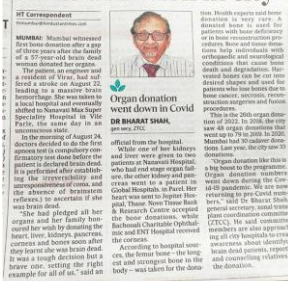 HT Correspondent
MUMBAI: Mumbai witnessed
first bone donation after a gap
of three years after the family
of a 57-year-old brain dead
woman donated her organs.
The patient, an engineer and
a resident of Virar, had suf-
fered a stroke on August 22,
leading to a massive brain
hemorrhage. She was taken to
a local hospital and eventually
shifted to Nanavati Max Super
Speciality Hospital in Vile
Parle, the same day in an
unconscious state.
In the morning of August 24,
doctors decided to do the first
apnoea test (a compulsory con-
firmatory test done before the
patient is declared brain dead.
It is performed after establish-
ing the irreversibility and
unresponsiveness of coma, and
the absence of brainstem
reflexes,) to ascertain if she
was brain dead.
"She had pledged all her
organs and her family hon-
oured her wish by donating the
heart, liver, kidneys, pancreas,
corneas and bones soon after
they learnt she was brain dead.
It was a tough decision but a
brave one, setting the right
example for all of us," said an
Organ donation
went down in Covid
DR BHARAT SHAH,
gen secy, ZTCC
official from the hospital.
While one of her kidneys
and liver were given to two
patients at Nanavati Hospital,
who had end stage organ fail-
ure, the other kidney and pan-
creas went to a patient in
Global Hospitals, in Parel. Her
heart was sent to Jupiter Hos-
pital, Thane. Novo Tissue Bank
& Research Centre accepted
the bone donation, while
Bachooali Charitable Ophthal-
mic and ENT Hospital received
the corneas.
According to hospital sour-
ces, the femur bone - the long-
est and strongest bone in the
body - was taken for the dona-
tion. Health experts said bone
donation is very rare. A
donated bone is used for
patients with bone deficiency
or in bone reconstruction pro-
cedures. Bone and tissue dona-
tions help individuals with
orthopaedic and neurological
conditions that cause bone
death and degradation. Har-
vested bones can be cut into
desired shapes and used for
patients who lose bones due to
bone cancer, necrosis, recon-
struction surgeries and fusion
procedures.
This is the 26th organ dona-
tion of 2022. In 2018, the city
saw 48 organ donations that
went up to 79 in 2019. In 2020,
Mumbai had 30 cadaver dona-
tions. Last year, the city saw 33
donations.
"Organ donation like this is
a big boost to the programme.
Organ donation numbers
went down during the Cov-
id-19 pandemic. We are now
returning to pre-Covid num-
bers," said Dr Bharat Shah
general secretary, zonal trans-
plant coordination committee
(ZTCC). He said
members are also approach-
ing all city hospitals to create
awareness about identifying
brain dead patients,
and counselling relatives
the donation.